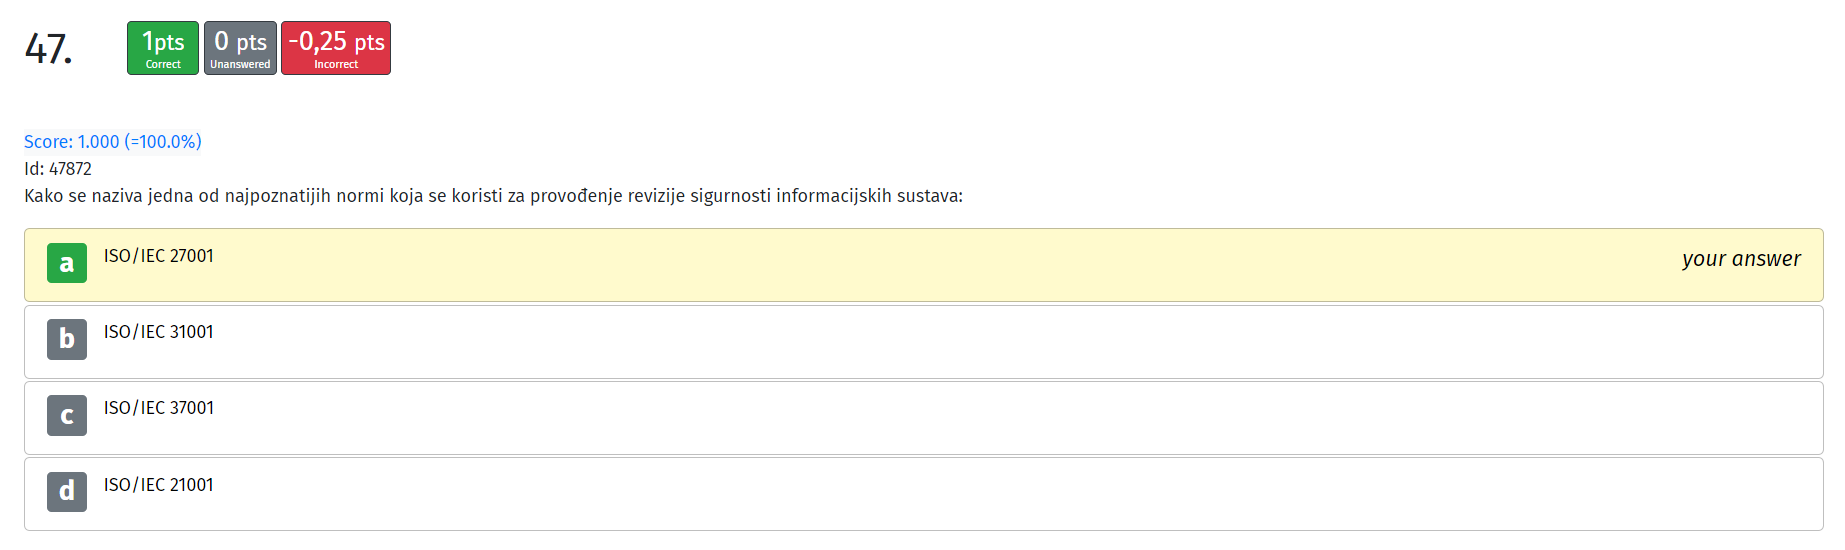 47.
1pts
Correct
0 pts
Unanswered
-0,25 pts
Incorrect
Score: 1.000 (=100.0%)
Id: 47872
Kako se naziva jedna od najpoznatijih normi koja se koristi za provođenje revizije sigurnosti informacijskih sustava:
a ISO/IEC 27001 your answer
b ISO/IEC 31001
c ISO/IEC 37001
d ISO/IEC 21001